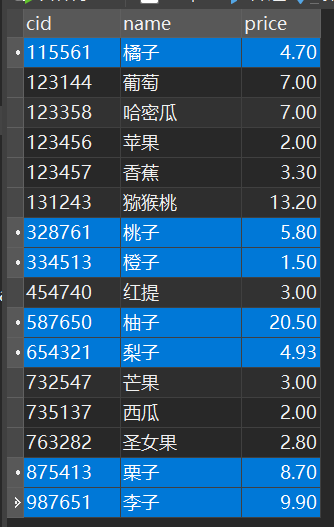 cid name price
115561 橘子 4.70
123144 葡萄 7.00
123358 哈密瓜 7.00
123456 苹果 2.00
123457 香蕉 3.30
131243 猕猴桃 13.20
328761 桃子 5.80
334513 橙子 1.50
454740 红提 3.00
587650 柚子 20.50
654321 梨子 4.93
732547 芒果 3.00
735137 西瓜 2.00
763282 圣女果 2.80
875413 栗子 8.70
987651 李子 9.90